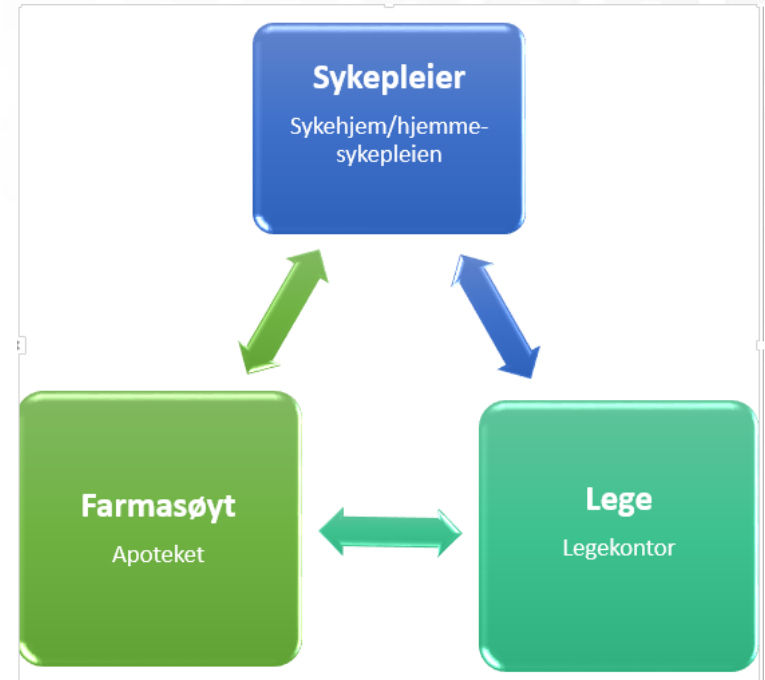 Sykepleier
Sykehjem/hjemme-
sykepleien
Farmasøyt
Apoteket
Lege
Legekontor